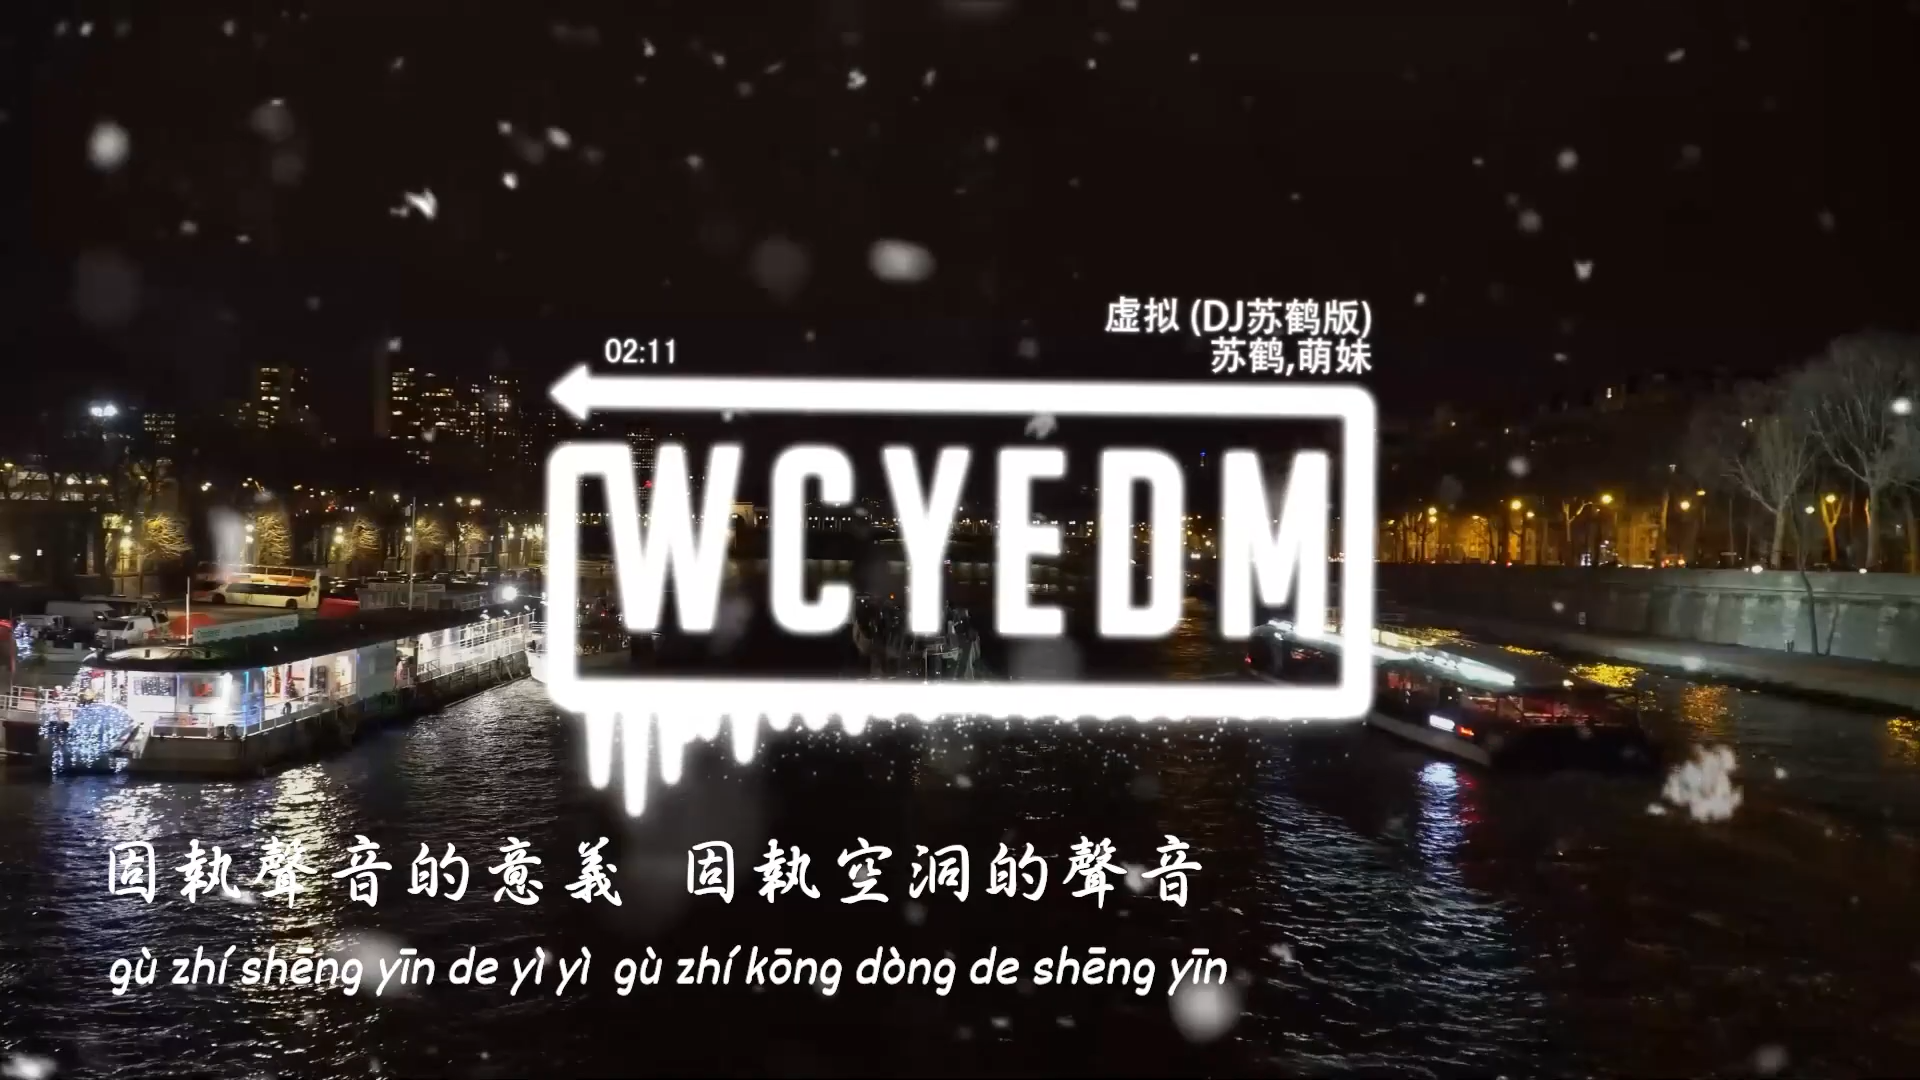 虚拟 (DJ苏鹤版)
苏鹤,萌妹
02:11
WCYEDM
固執聲音的意義 固執空洞的聲音
gù zhí shēng yīn de yì yì gù zhí kōng dòng de shēng yīn